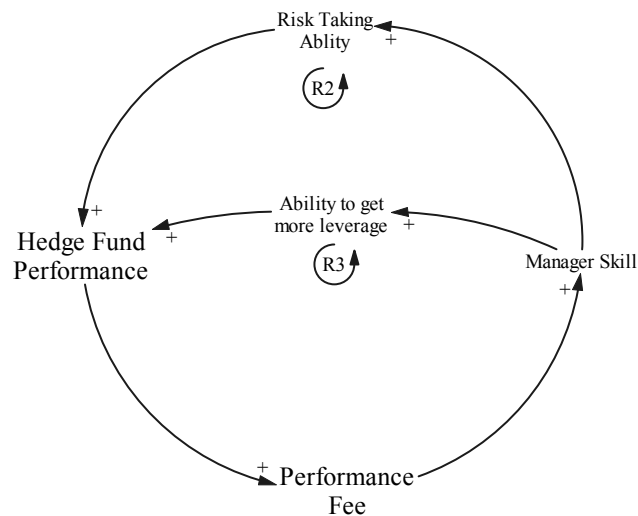 Risk Taking
Ablity
+
R2
Ability to get
more leverage
+
+
+
Hedge Fund
Performance
R3
Manager Skill
+
+
Performance
Fee